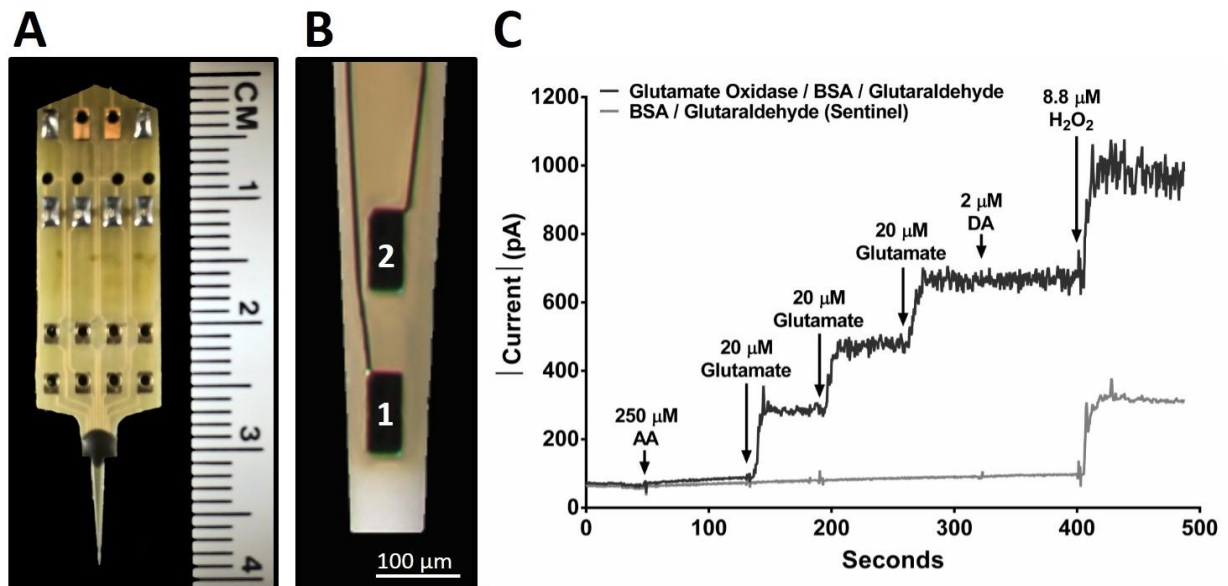 A
CM
1
2
3
4
B
2
1
100 µm
C
Glutamate Oxidase / BSA / Glutaraldehyde
BSA / Glutaraldehyde (Sentinel)
8.8 µM
H₂O₂
2 µM
DA
20 µM
Glutamate
20 µM
Glutamate
20 µM
Glutamate
250 µM
AA
| Current | (pA)
1200
1000
800
600
400
200
0
0
100
200
300
400
500
Seconds